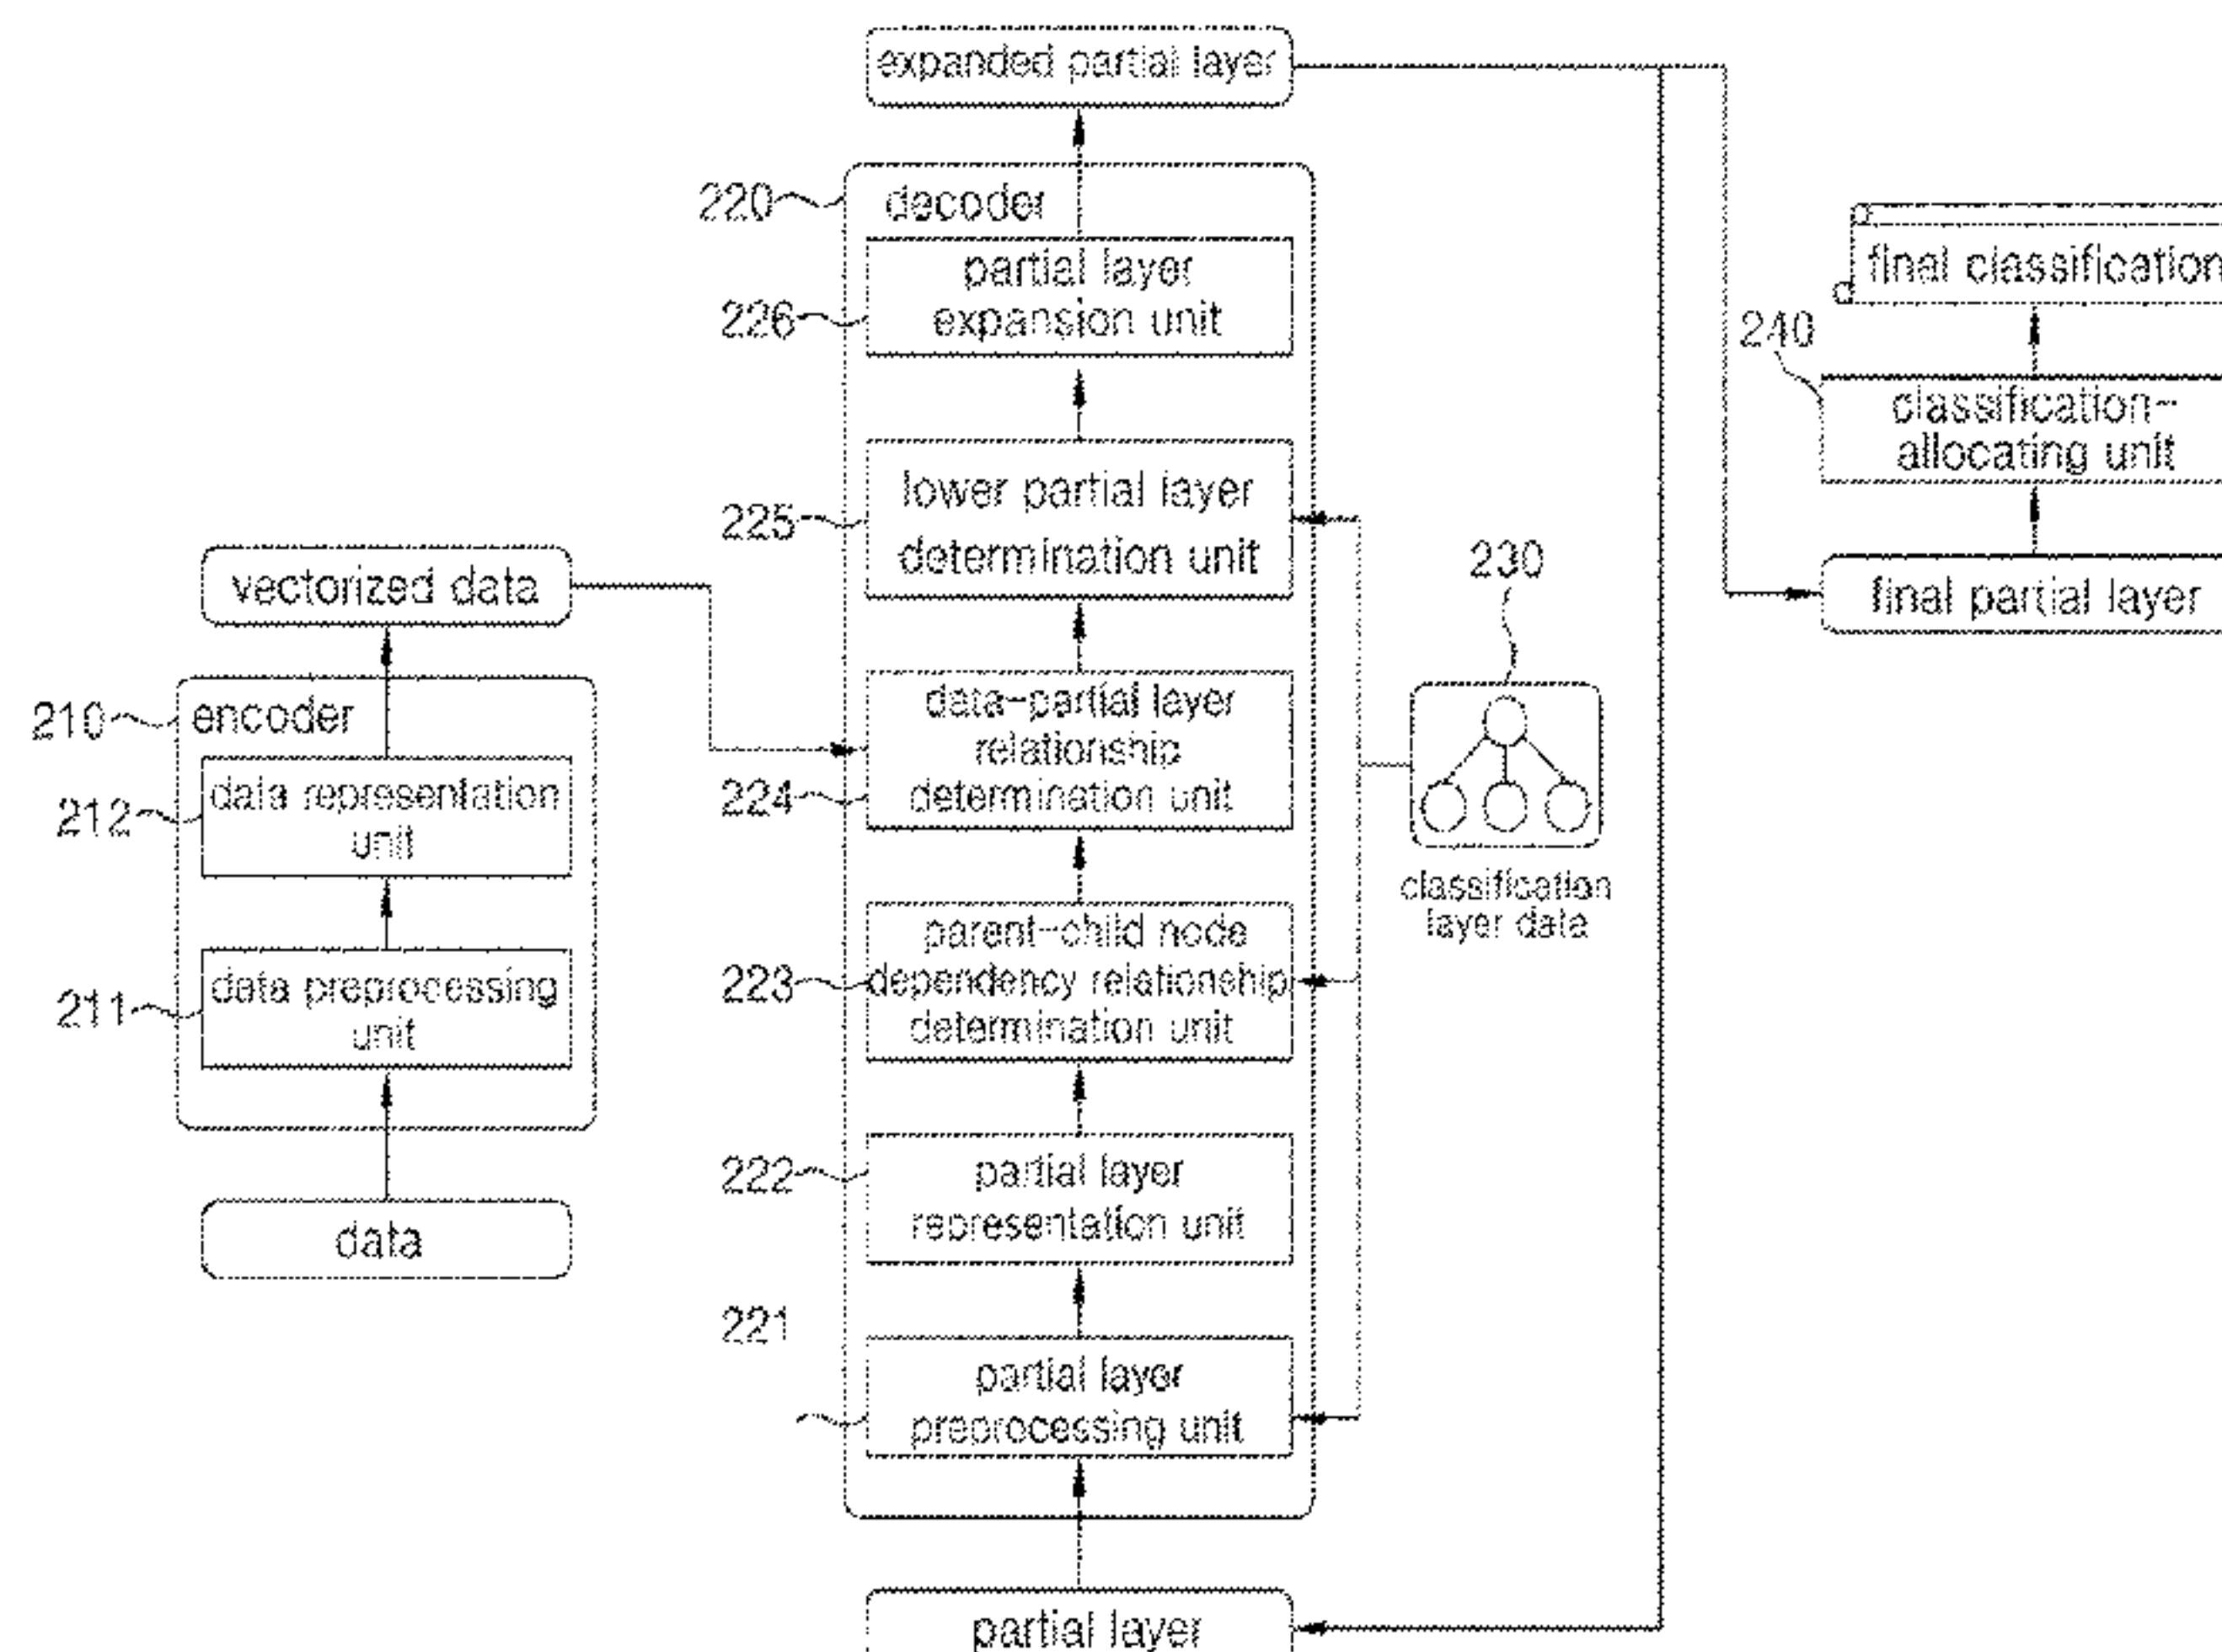 expanded partial layer
220
decoder
partial layer
expansion unit
226
lower partial layer
determination unit
225
data-partial layer
relationship
determination unit
224
parent-child node
dependency relationship
determination unit
223
partial layer
representation unit
222
221
partial layer
preprocessing unit
partial layer
vectorized data
210
encoder
data representation
unit
212
data preprocessing
unit
211
data
230
classification
layer data
final classification
240
classification-
allocating unit
final partial layer